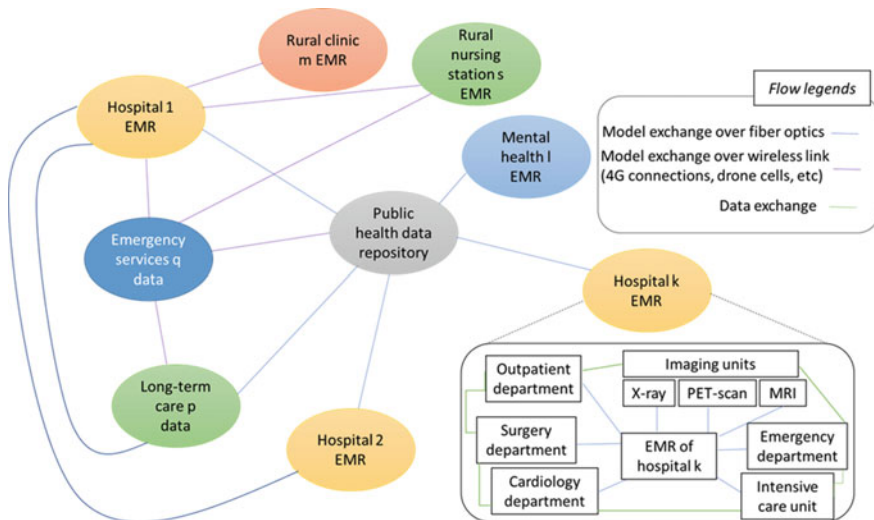 Rural clinic
m EMR
Rural
nursing
station s
EMR
Hospital 1
EMR
Mental
health l
EMR
Flow legends
Model exchange over fiber optics
Model exchange over wireless link
(4G connections, drone cells, etc)
Data exchange
Public
health data
repository
Emergency
services q
data
Hospital k
EMR
Long-term
care p
data
Hospital 2
EMR
Outpatient
department
Imaging units
X-ray
PET-scan
MRI
Surgery
department
EMR of
hospital k
Emergency
department
Cardiology
department
Intensive
care unit